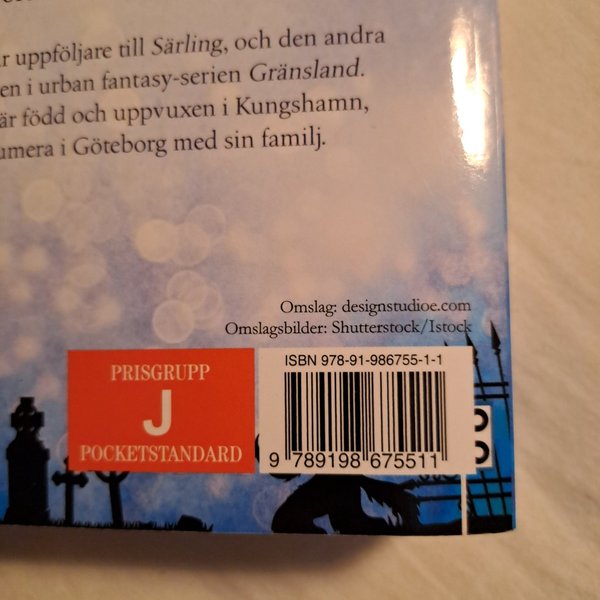 r uppföljare till Särling, och den andra
en i urban fantasy-serien Gränsland.
är född och uppvuxen i Kungshamn,
umera i Göteborg med sin familj.
Omslag: designstudioe.com
Omslagsbilder: Shutterstock/Istock
PRISGRUPP
J
POCKETSTANDARD
ISBN 978-91-986755-1-1
9 789198 675511